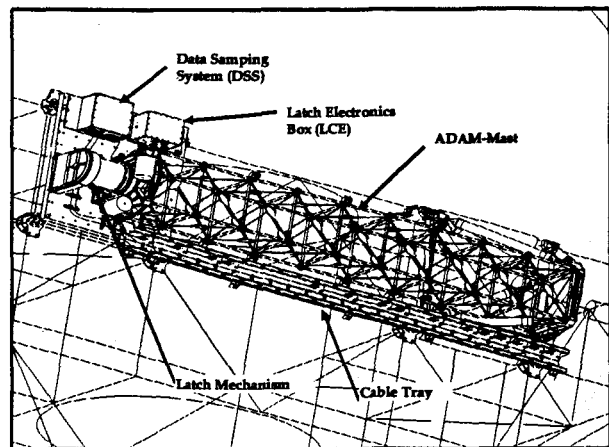 Data Samping
System (DSS)
Latch Electronics
Box (LCE)
ADAM-Mast
Latch Mechanism
Cable Tray